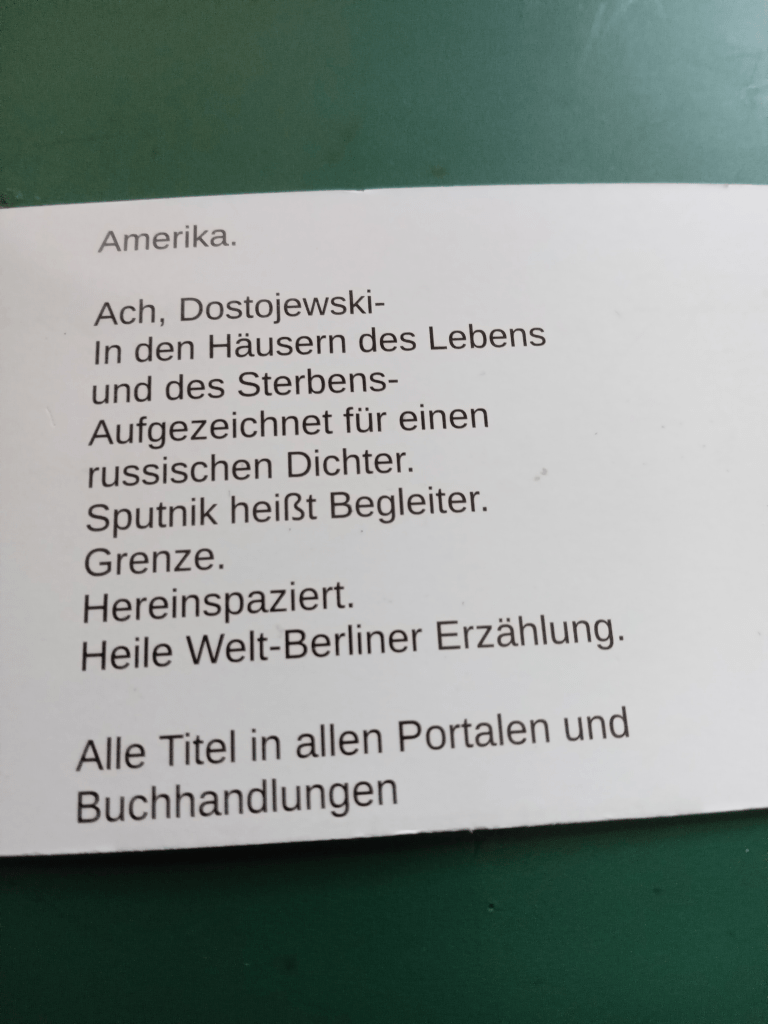 Amerika.
Ach, Dostojewski-
In den Häusern des Lebens
und des Sterbens-
Aufgezeichnet für einen
russischen Dichter.
Sputnik heißt Begleiter.
Grenze.
Hereinspaziert.
Heile Welt-Berliner Erzählung.
Alle Titel in allen Portalen und
Buchhandlungen